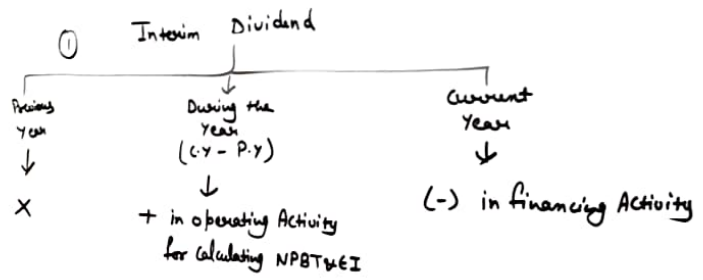 ① Interim Dividend
Previous Year
During the Year
(C.Y - P.Y)
Current Year
X
+ in operating Activity
for calculating NPBT&EI
(-) in financing Activity